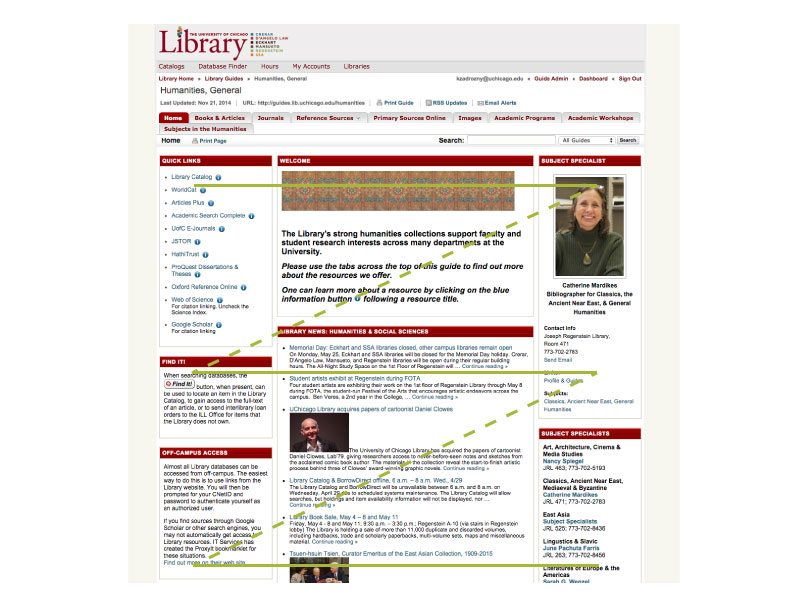 THE UNIVERSITY OF CHICAGO
Library
CRERAR
D'ANGELO LAW
ECKHART
MANSUETO
REGENSTEIN
SSA
Catalogs Database Finder Hours My Accounts Libraries
Library Home » Library Guides » Humanities, General
kzadrozny@uchicago.edu Guide Admin Dashboard Sign Out
Humanities, General
Last Updated: Nov 21, 2014 URL: http://guides.lib.uchicago.edu/humanities Print Guide RSS Updates Email Alerts
Home Books & Articles Journals Reference Sources Primary Sources Online Images Academic Programs Academic Workshops
Subjects in the Humanities
Home Print Page Search: All Guides Search
QUICK LINKS
Library Catalog
WorldCat
Articles Plus
Academic Search Complete
UofC E-Journals
JSTOR
HathiTrust
ProQuest Dissertations &
Theses
Oxford Reference Online
Web of Science
For citation linking. Uncheck the
Science Index.
Google Scholar
For citation linking
FIND IT!
When searching databases, the
Find It! button, when present, can
be used to locate an item in the Library
Catalog, to gain access to the full-text
of an article, or to send interlibrary loan
orders to the ILL Office for items that
the Library does not own.
OFF-CAMPUS ACCESS
Almost all Library databases can be
accessed from off-campus. The easiest
way to do this is to use links from the
Library website. You will then be
prompted for your CNetID and
password to authenticate yourself as
an authorized user.
If you find sources through Google
Scholar or other search engines, you
may not automatically get access to
Library resources. IT Services has
created the ProxyIt bookmarklet for
these situations.
Find out more on their web site
WELCOME
The Library's strong humanities collections support faculty and
student research interests across many departments at the
University.
Please use the tabs across the top of this guide to find out more
about the resources we offer.
One can learn more about a resource by clicking on the blue
information button following a resource title.
LIBRARY NEWS: HUMANITIES & SOCIAL SCIENCES
Memorial Day: Eckhart and SSA libraries closed, other campus libraries remain open
On Monday, May 25, Eckhart and SSA libraries will be closed for the Memorial Day holiday. Crerar,
D'Angelo Law, Mansueto, and Regenstein libraries will be open during their regular building
hours. The All-Night Study Space on the 1st Floor of Regenstein will … Continue reading »
Student artists exhibit at Regenstein during FOTA
Four student artists are exhibiting their work on the 1st floor of Regenstein Library through May 8
during FOTA, the student-run Festival of the Arts that encourages artistic endeavors across the
campus. Ben Veres, a 2nd year in the College, … Continue reading »
UChicago Library acquires papers of cartoonist Daniel Clowes
The University of Chicago Library has acquired the papers of cartoonist
Daniel Clowes, Lab'79, giving researchers access to never-before-seen notes and sketches from
the acclaimed comic book author. The materials in the collection reveal the start-to-finish artistic
process behind three of Clowes' award-winning graphic novels. Continue reading »
Library Catalog & BorrowDirect offline, 6 a.m. – 8 a.m. Wed., 4/29
The Library Catalog and BorrowDirect will be unavailable between 6 a.m. and 8 a.m. on
Wednesday, April 29 due to scheduled systems maintenance. The Library Catalog will allow
searches, but holdings and item availability information will not be displayed, nor …
Continue reading »
Library Book Sale, May 4 – 8 and May 11
Friday, May 4 - 8 and May 11; 9:30 a.m. – 3:30 p.m.; Regenstein A-10 (via stairs in Regenstein
lobby) The Library is holding a sale of more than 11,000 duplicate and discarded volumes,
including hardbacks, trade and scholarly paperbacks, multi-volume sets, maps and miscellaneous
material. Continue reading »
Tsuen-hsuin Tsien, Curator Emeritus of the East Asian Collection, 1909-2015
SUBJECT SPECIALIST
Catherine Mardikes
Bibliographer for Classics, the
Ancient Near East, & General
Humanities
Contact Info
Joseph Regenstein Library,
Room 471
773-702-2783
Send Email
Profile & Guides
Subjects:
Classics, Ancient Near East, General
Humanities
SUBJECT SPECIALISTS
Art, Architecture, Cinema &
Media Studies
Nancy Spiegel
JRL 463; 773-702-5193
Classics, Ancient Near East,
Mediaeval & Byzantine
Catherine Mardikes
JRL 471; 773-702-2783
East Asia
Subject Specialists
JRL 525; 773-702-8436
Lingustics & Slavic
June Pachuta Farris
JRL 263; 773-702-8456
Literatures of Europe & the
Americas
Sarah G. Wenzel